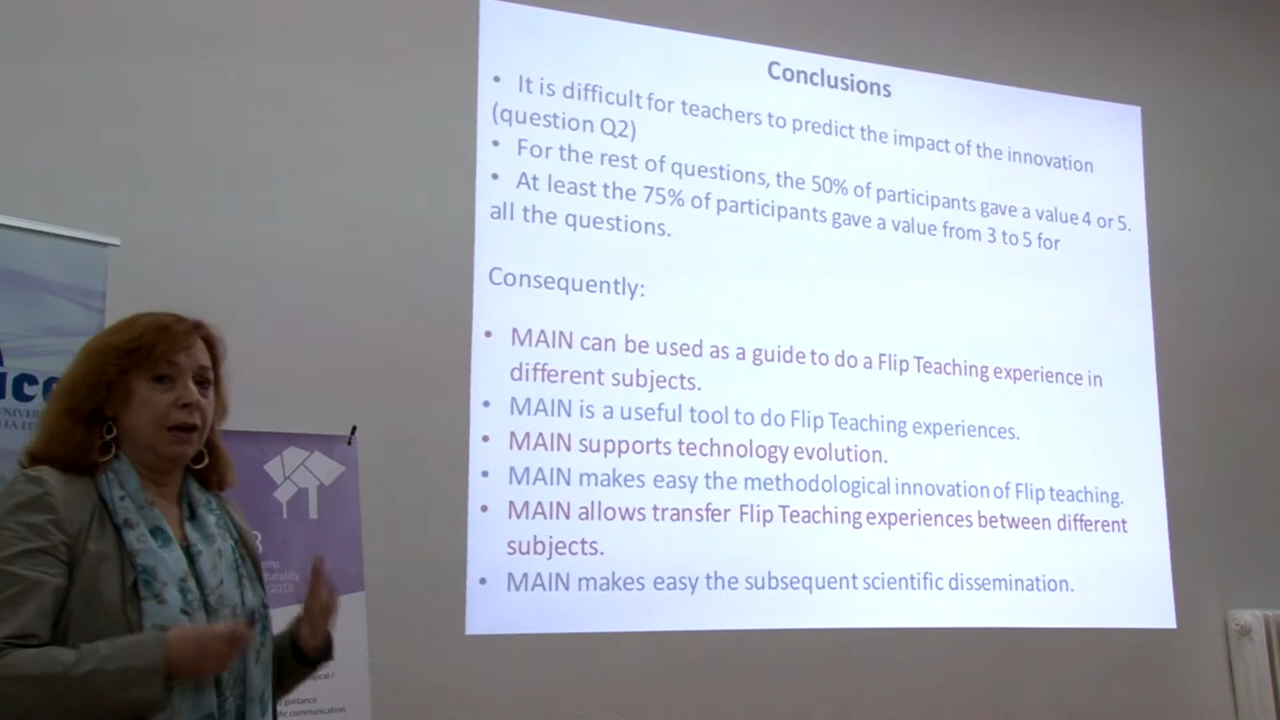 Conclusions
• It is difficult for teachers to predict the impact of the innovation
(question Q2)
• For the rest of questions, the 50% of participants gave a value 4 or 5.
• At least the 75% of participants gave a value from 3 to 5 for
all the questions.
Consequently:
• MAIN can be used as a guide to do a Flip Teaching experience in
different subjects.
• MAIN is a useful tool to do Flip Teaching experiences.
• MAIN supports technology evolution.
• MAIN makes easy the methodological innovation of Flip teaching.
• MAIN allows transfer Flip Teaching experiences between different
subjects.
• MAIN makes easy the subsequent scientific dissemination.
2018
guidance
communication